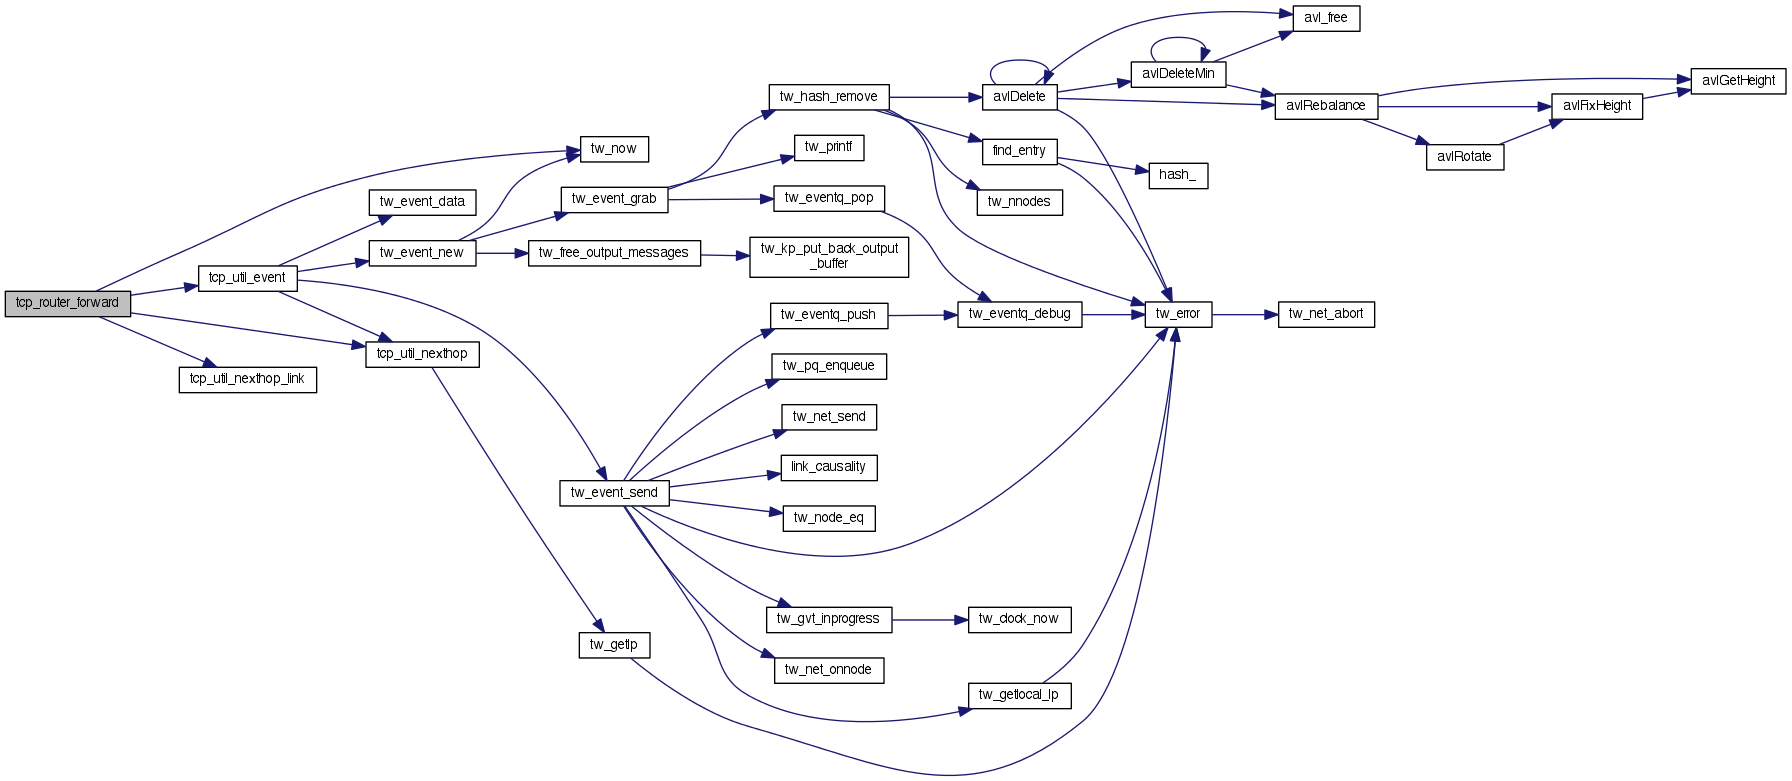 avl_free
avlDeleteMin
avlGetHeight
tw_hash_remove
avlDelete
avlRebalance
avlFixHeight
tw_now
tw_printf
find_entry
avlRotate
hash_
tw_event_data
tw_event_grab
tw_eventq_pop
tw_nnodes
tw_event_new
tw_free_output_messages
tw_kp_put_back_output
_buffer
tcp_util_event
tcp_router_forward
tw_eventq_push
tw_eventq_debug
tw_error
tw_net_abort
tcp_util_nexthop
tw_pq_enqueue
tcp_util_nexthop_link
tw_net_send
link_causality
tw_event_send
tw_node_eq
tw_gvt_inprogress
tw_clock_now
tw_getlp
tw_net_onnode
tw_getlocal_lp